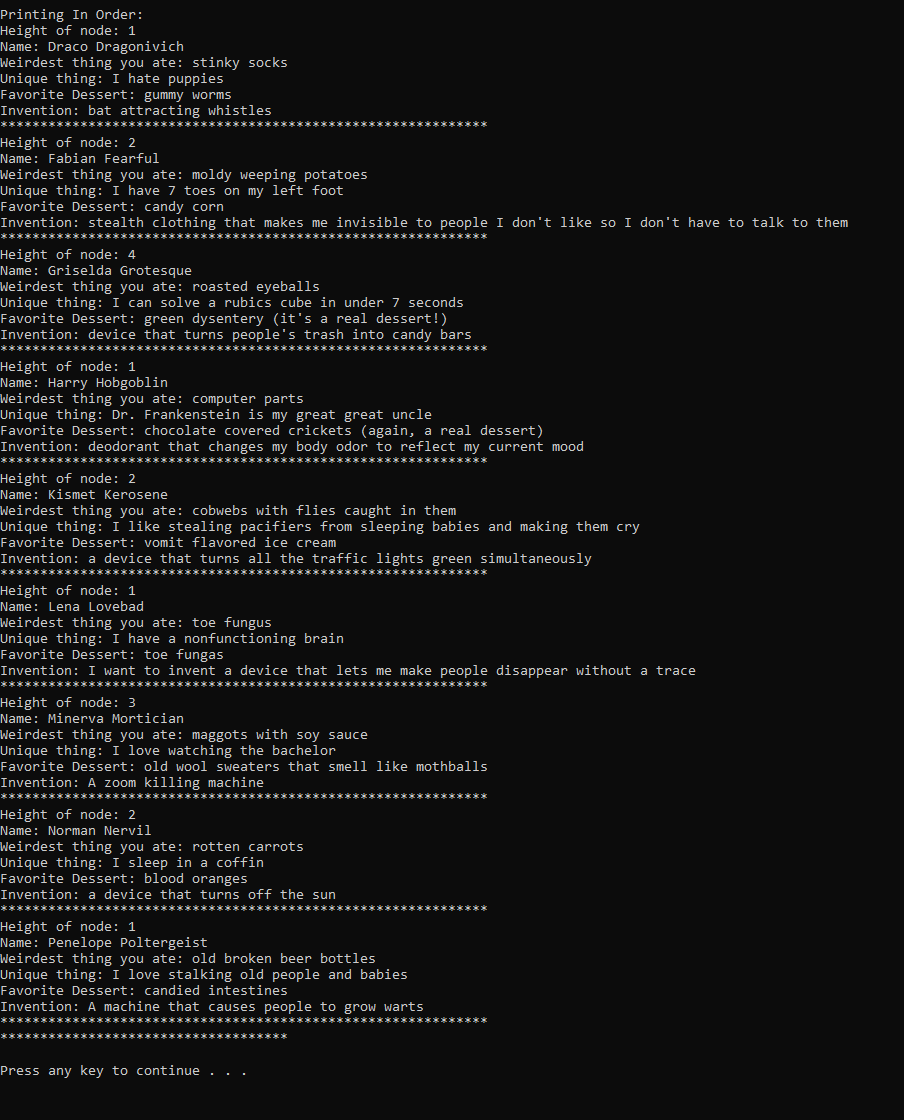 Printing In Order:
Height of node: 1
Name: Draco Dragonivich
Weirdest thing you ate: stinky socks
Unique thing: I hate puppies
Favorite Dessert: gummy worms
Invention: bat attracting whistles
*************************************************************
Height of node: 2
Name: Fabian Fearful
Weirdest thing you ate: moldy weeping potatoes
Unique thing: I have 7 toes on my left foot
Favorite Dessert: candy corn
Invention: stealth clothing that makes me invisible to people I don't like so I don't have to talk to them
*************************************************************
Height of node: 4
Name: Griselda Grotesque
Weirdest thing you ate: roasted eyeballs
Unique thing: I can solve a rubics cube in under 7 seconds
Favorite Dessert: green dysentery (it's a real dessert!)
Invention: device that turns people's trash into candy bars
*************************************************************
Height of node: 1
Name: Harry Hobgoblin
Weirdest thing you ate: computer parts
Unique thing: Dr. Frankenstein is my great great uncle
Favorite Dessert: chocolate covered crickets (again, a real dessert)
Invention: deodorant that changes my body odor to reflect my current mood
*************************************************************
Height of node: 2
Name: Kismet Kerosene
Weirdest thing you ate: cobwebs with flies caught in them
Unique thing: I like stealing pacifiers from sleeping babies and making them cry
Favorite Dessert: vomit flavored ice cream
Invention: a device that turns all the traffic lights green simultaneously
*************************************************************
Height of node: 1
Name: Lena Lovebad
Weirdest thing you ate: toe fungus
Unique thing: I have a nonfunctioning brain
Favorite Dessert: toe fungas
Invention: I want to invent a device that lets me make people disappear without a trace
*************************************************************
Height of node: 3
Name: Minerva Mortician
Weirdest thing you ate: maggots with soy sauce
Unique thing: I love watching the bachelor
Favorite Dessert: old wool sweaters that smell like mothballs
Invention: A zoom killing machine
*************************************************************
Height of node: 2
Name: Norman Nervil
Weirdest thing you ate: rotten carrots
Unique thing: I sleep in a coffin
Favorite Dessert: blood oranges
Invention: a device that turns off the sun
*************************************************************
Height of node: 1
Name: Penelope Poltergeist
Weirdest thing you ate: old broken beer bottles
Unique thing: I love stalking old people and babies
Favorite Dessert: candied intestines
Invention: A machine that causes people to grow warts
*************************************************************
************************************
Press any key to continue . . .